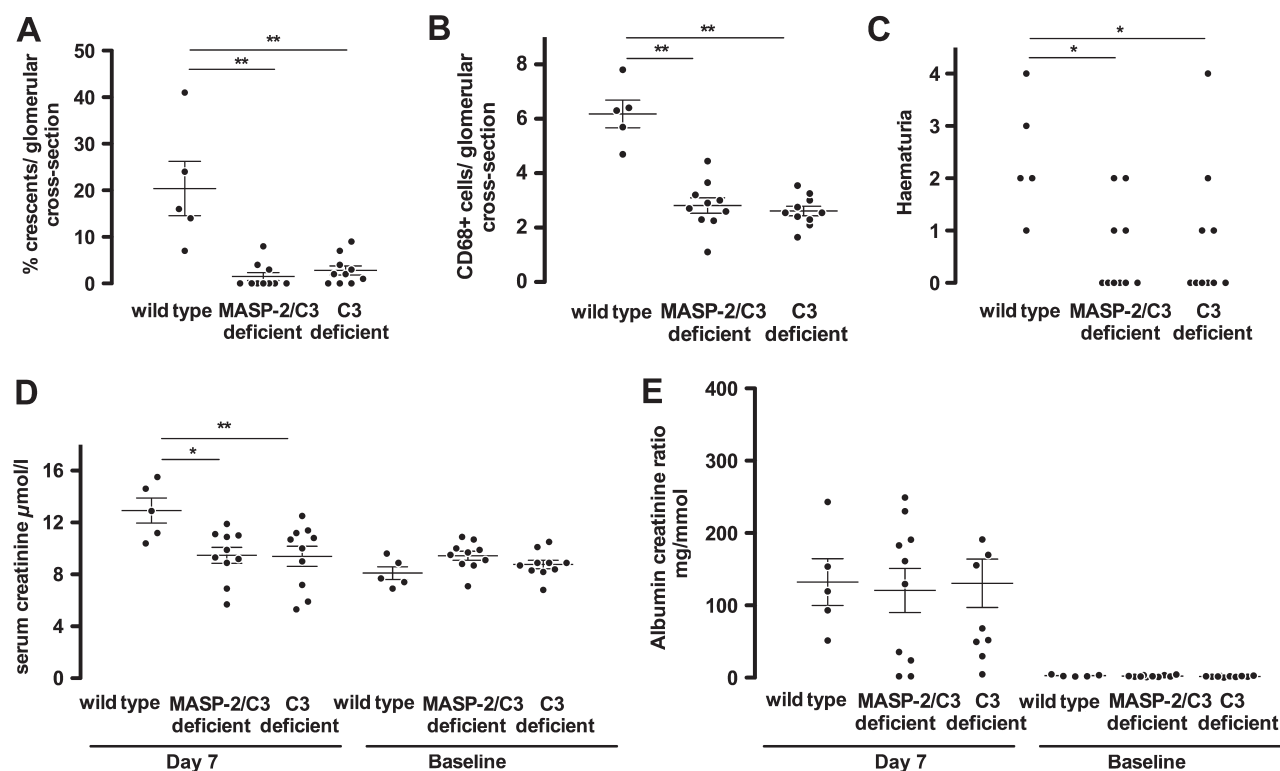 A
**
**
50
40
30
20
10
0
% crescents/ glomerular
cross-section
wild type
MASP-2/C3
deficient
C3
deficient
B
**
**
8
6
4
2
0
CD68+ cells/ glomerular
cross-section
wild type
MASP-2/C3
deficient
C3
deficient
C
*
*
4
3
2
1
0
Haematuria
wild type
MASP-2/C3
deficient
C3
deficient
D
**
*
16
12
8
4
0
serum creatinine µmol/l
wild type
MASP-2/C3
deficient
C3
deficient
wild type
MASP-2/C3
deficient
C3
deficient
Day 7
Baseline
E
400
300
200
100
0
Albumin creatinine ratio
mg/mmol
wild type
MASP-2/C3
deficient
C3
deficient
wild type
MASP-2/C3
deficient
C3
deficient
Day 7
Baseline